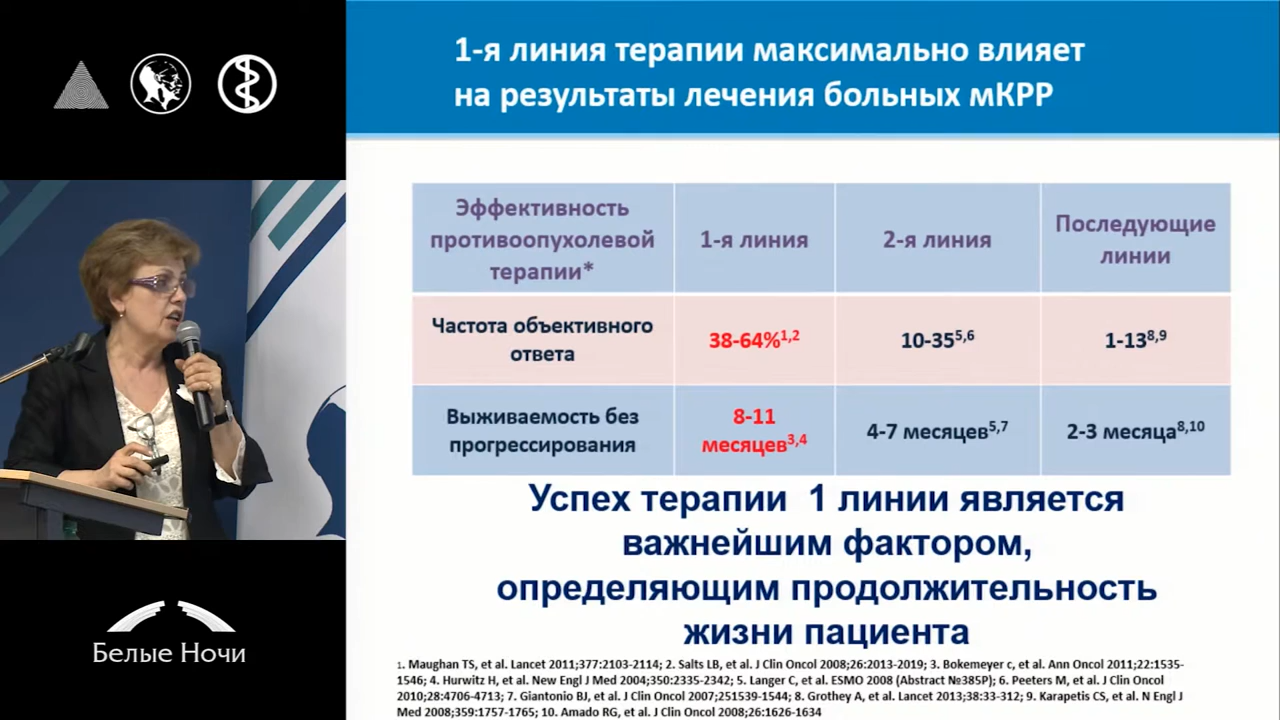 1-я линия терапии максимально влияет
на результаты лечения больных мКРР
Эффективность
противоопухолевой
терапии*
1-я линия
2-я линия
Последующие
линии
Частота объективного
ответа
38-64%1,2
10-355,6
1-138,9
Выживаемость без
прогрессирования
8-11
месяцев3,4
4-7 месяцев5,7
2-3 месяца8,10
Успех терапии 1 линии является
важнейшим фактором,
определяющим продолжительность
жизни пациента
1. Maughan TS, et al. Lancet 2011;377:2103-2114; 2. Salts LB, et al. J Clin Oncol 2008;26:2013-2019; 3. Bokemeyer c, et al. Ann Oncol 2011;22:1535-
1546; 4. Hurwitz H, et al. New Engl J Med 2004;350:2335-2342; 5. Langer C, et al. ESMO 2008 (Abstract №385P); 6. Peeters M, et al. J Clin Oncol
2010;28:4706-4713; 7. Giantonio BJ, et al. J Clin Oncol 2007;251539-1544; 8. Grothey A, et al. Lancet 2013;38:33-312; 9. Karapetis CS, et al. N Engl J
Med 2008;359:1757-1765; 10. Amado RG, et al. J Clin Oncol 2008;26:1626-1634
Белые Ночи